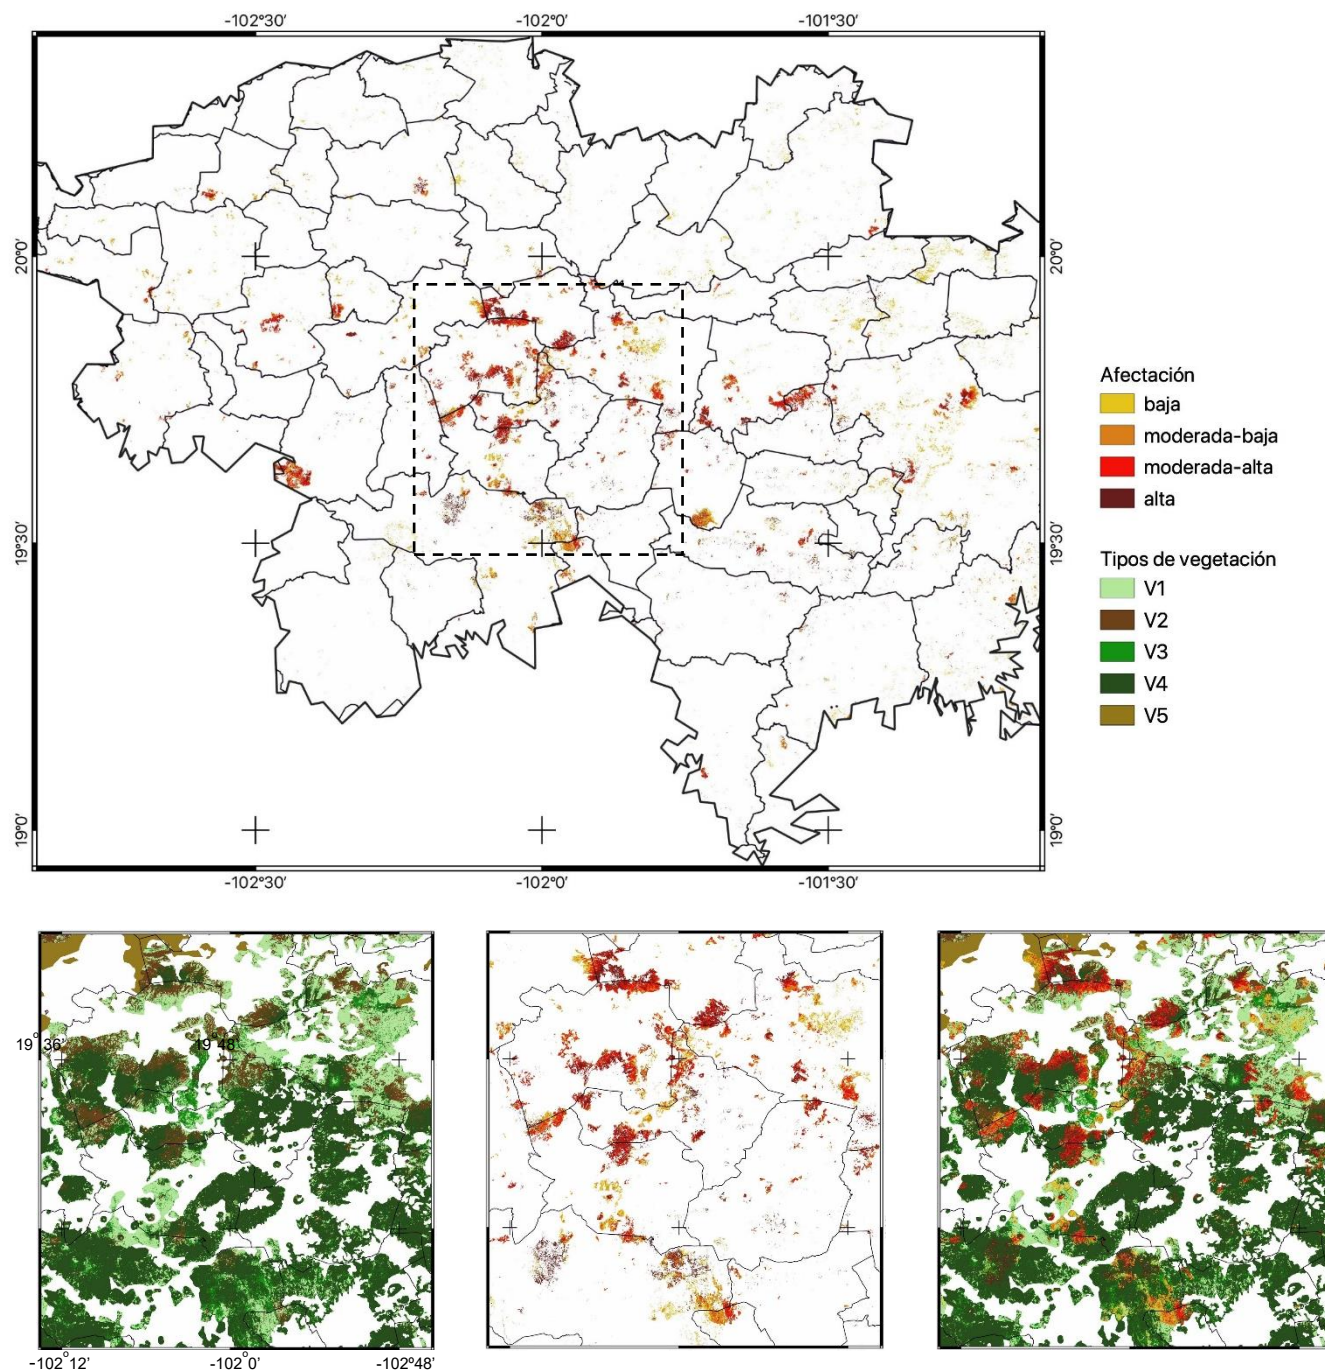 -102°30' -102°0' -101°30'
20°0' 20°0'
19°30' 19°30'
19°0' 19°0'
-102°30' -102°0' -101°30'
Afectación
baja
moderada-baja
moderada-alta
alta
Tipos de vegetación
V1
V2
V3
V4
V5
19°36' 19°48'
-102°12' -102°0' -102°48'